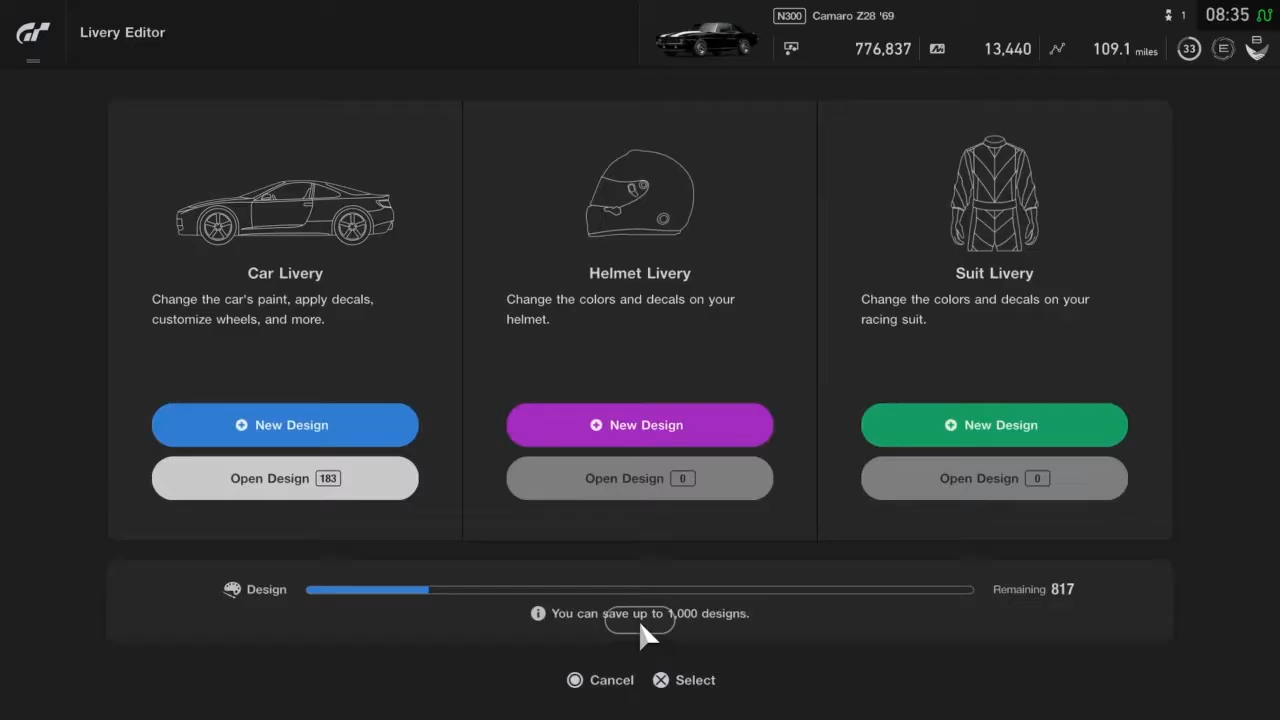 GT
Livery Editor
N300 Camaro Z28 '69
1 08:35
776,837 13,440 109.1 miles 33 E B
Car Livery
Change the car's paint, apply decals,
customize wheels, and more.
New Design
Open Design 183
Helmet Livery
Change the colors and decals on your
helmet.
New Design
Open Design 0
Suit Livery
Change the colors and decals on your
racing suit.
New Design
Open Design 0
Design Remaining 817
You can save up to 1,000 designs.
Cancel Select